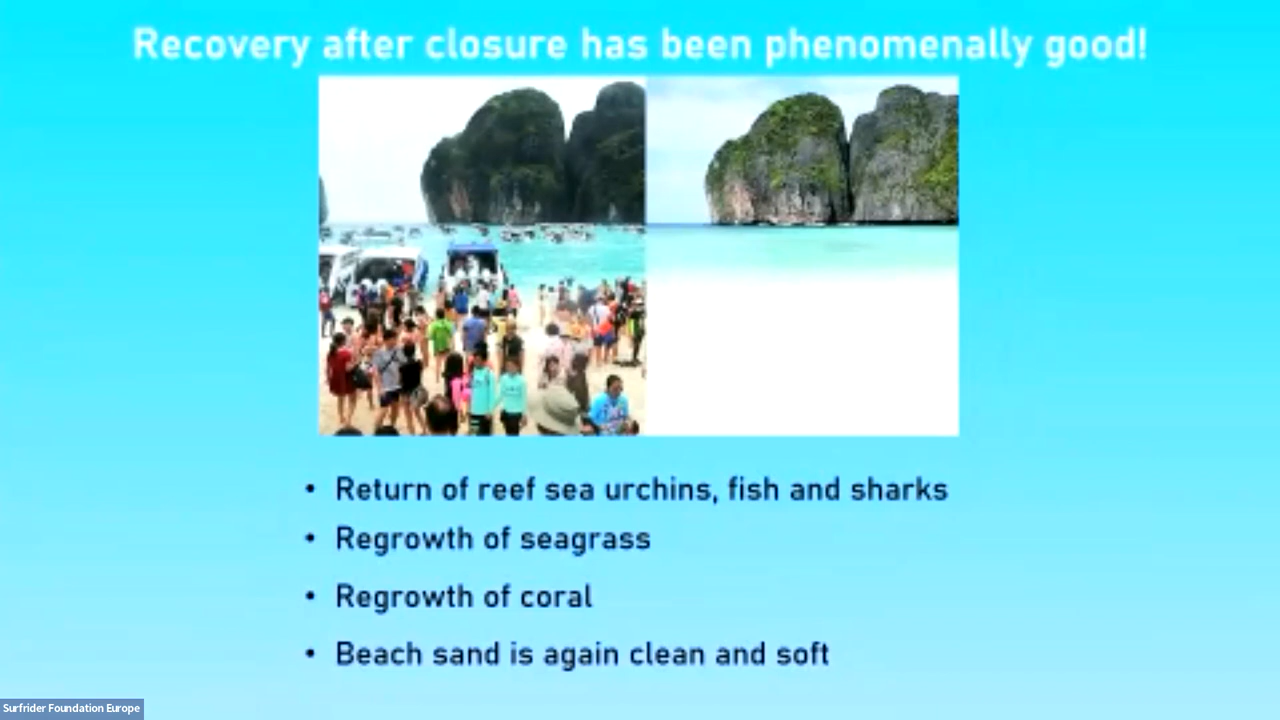 Recovery after closure has been phenomenally good!
• Return of reef sea urchins, fish and sharks
• Regrowth of seagrass
• Regrowth of coral
• Beach sand is again clean and soft
Surfrider Foundation Europe